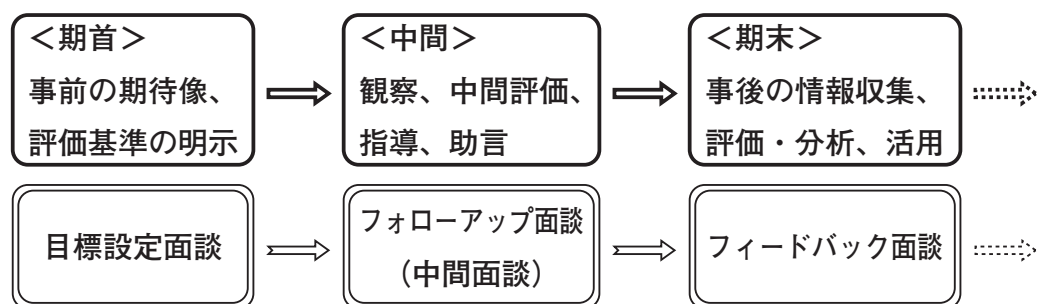 ＜期首＞
事前の期待像、
評価基準の明示
＜中間＞
観察、中間評価、
指導、助言
＜期末＞
事後の情報収集、
評価・分析、活用
目標設定面談
フォローアップ面談
（中間面談）
フィードバック面談